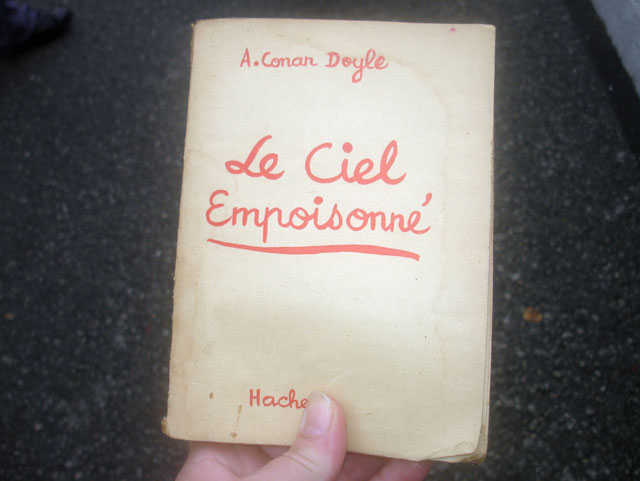 A. Conan Doyle
Le Ciel
Empoisonné
Hache